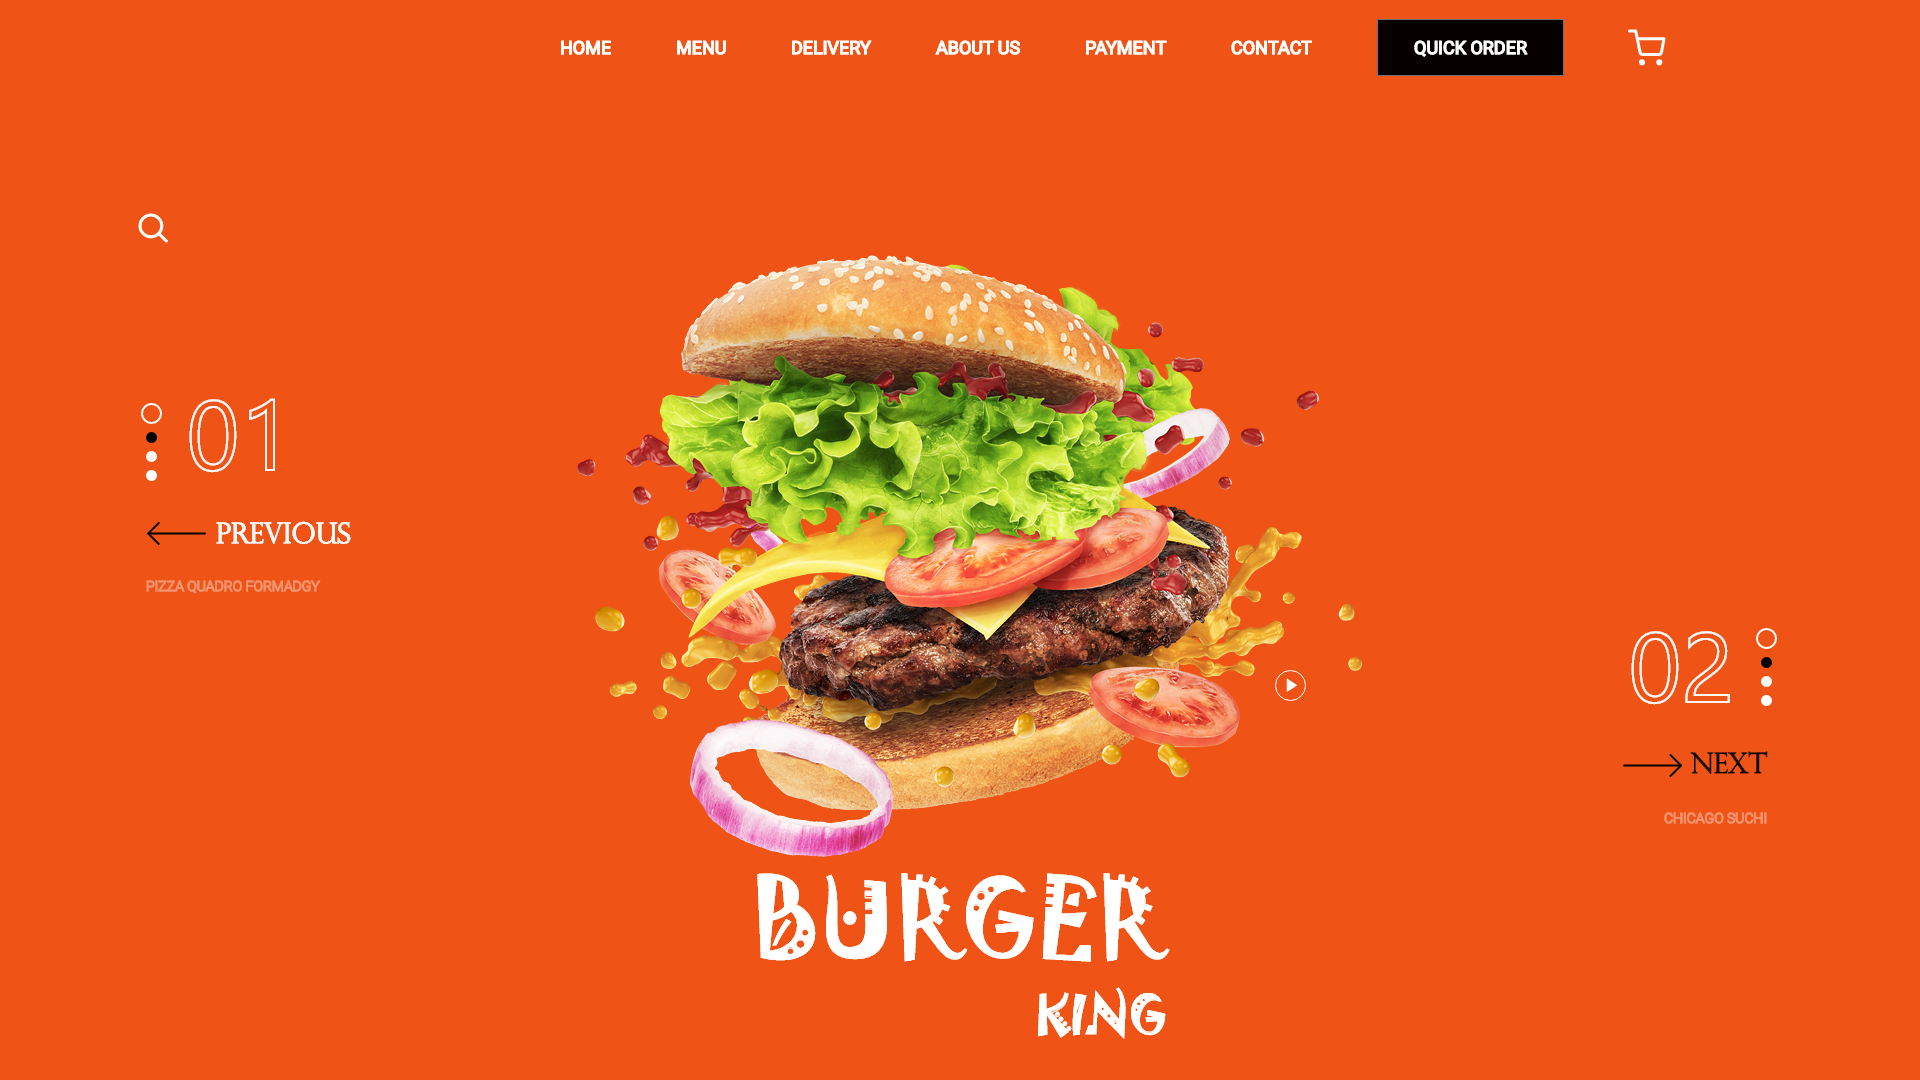 HOME MENU DELIVERY ABOUT US PAYMENT CONTACT QUICK ORDER
01
PREVIOUS
PIZZA QUADRO FORMADGY
02
NEXT
CHICAGO SUCHI
BURGER
KING